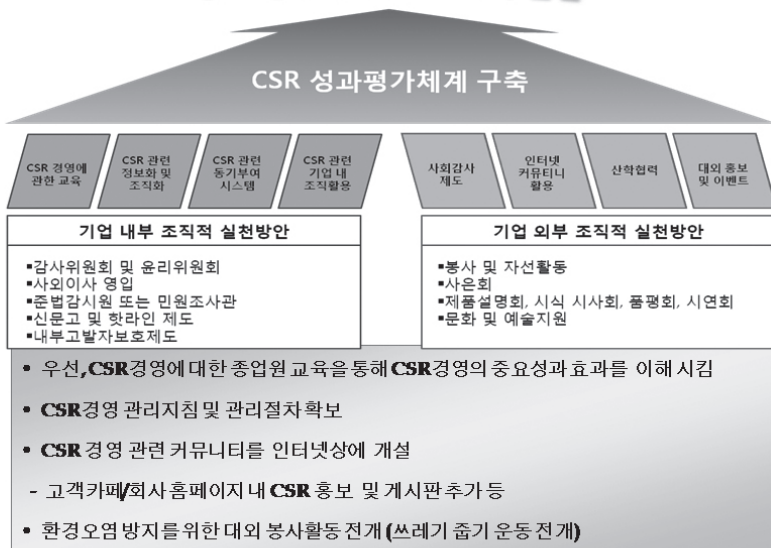 CSR 성과평가체계 구축
CSR 경영에
관한 교육
CSR 관련
정보화 및
조직화
CSR 관련
동기부여
시스템
CSR 관련
기업 내
조직활용
사회감사
제도
인터넷
커뮤니티
활용
산학협력
대외 홍보
및 이벤트
기업 내부 조직적 실천방안
▪감사위원회 및 윤리위원회
▪사외이사 영입
▪준법감시원 또는 민원조사관
▪신문고 및 핫라인 제도
▪내부고발자보호제도
기업 외부 조직적 실천방안
▪봉사 및 자선활동
▪사은회
▪제품설명회, 시식 시사회, 품평회, 시연회
▪문화 및 예술지원
• 우선,CSR경영에 대한 종업원 교육을 통해 CSR경영의 중요성과 효과를 이해 시킴
• CSR경영 관리지침 및 관리절차 확보
• CSR 경영 관련 커뮤니티를 인터넷상에 개설
- 고객카페/회사 홈페이지 내 CSR 홍보 및 게시판 추가 등
• 환경오염 방지를 위한 대외 봉사활동 전개 (쓰레기 줍기 운동 전개)